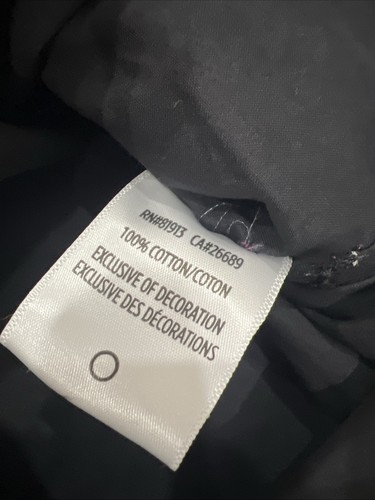 RN#81913 CA#26689
100% COTTON/COTON
EXCLUSIVE OF DECORATION
EXCLUSIVE DES DÉCORATIONS